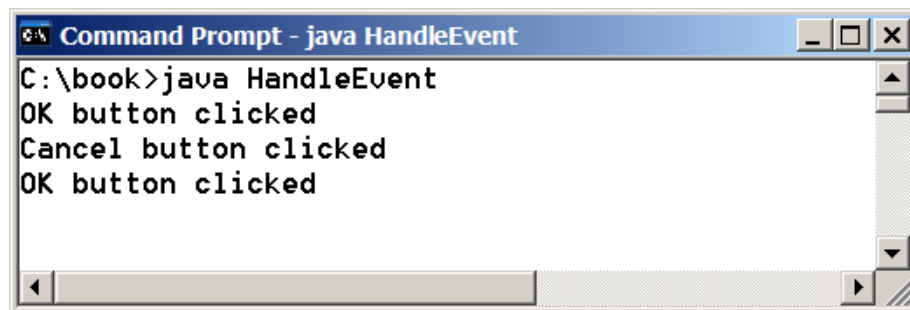 Command Prompt - java HandleEvent
C:\book>java HandleEvent
OK button clicked
Cancel button clicked
OK button clicked